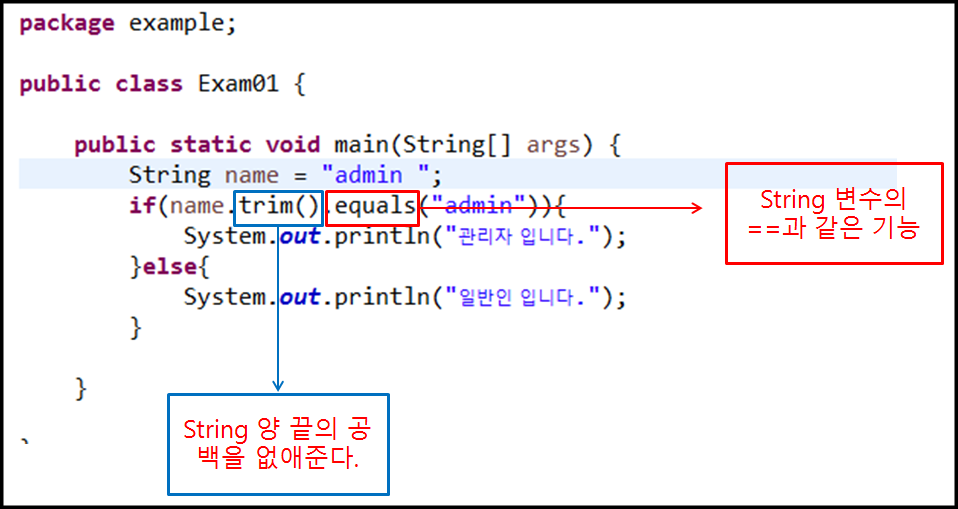 package example;
public class Exam01 {
public static void main(String[] args) {
String name = "admin ";
if(name.trim().equals("admin")){
System.out.println("관리자 입니다.");
}else{
System.out.println("일반인 입니다.");
}
}
}
String 변수의
==과 같은 기능
String 양 끝의 공
백을 없애준다.